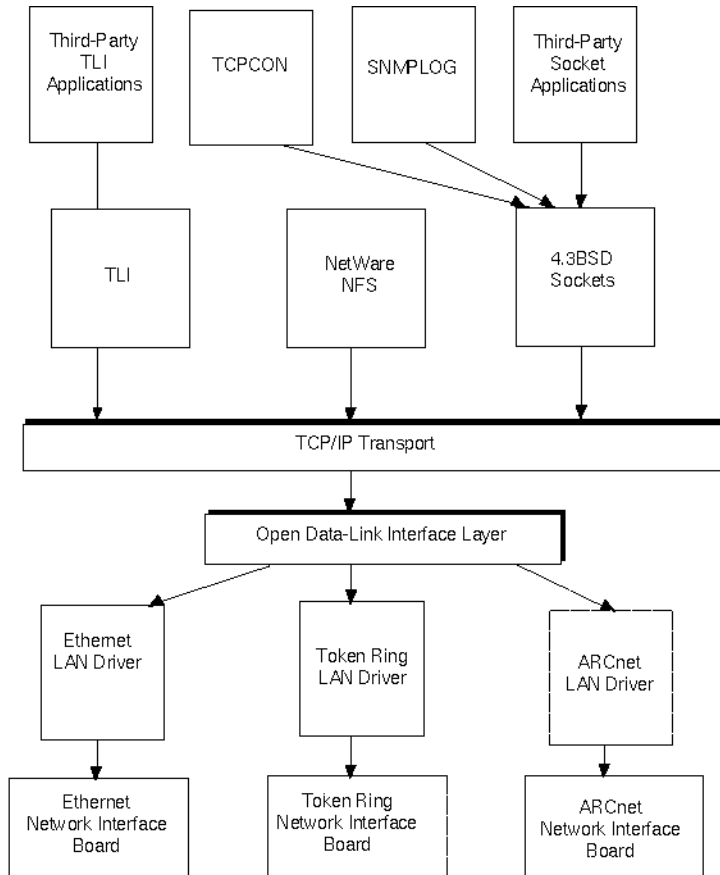 Third-Party
TLI
Applications
TCPCON
SNMPLOG
Third-Party
Socket
Applications
TLI
NetWare
NFS
4.3BSD
Sockets
TCP/IP Transport
Open Data-Link Interface Layer
Ethernet
LAN Driver
Token Ring
LAN Driver
ARCnet
LAN Driver
Ethernet
Network Interface
Board
Token Ring
Network Interface
Board
ARCnet
Network Interface
Board